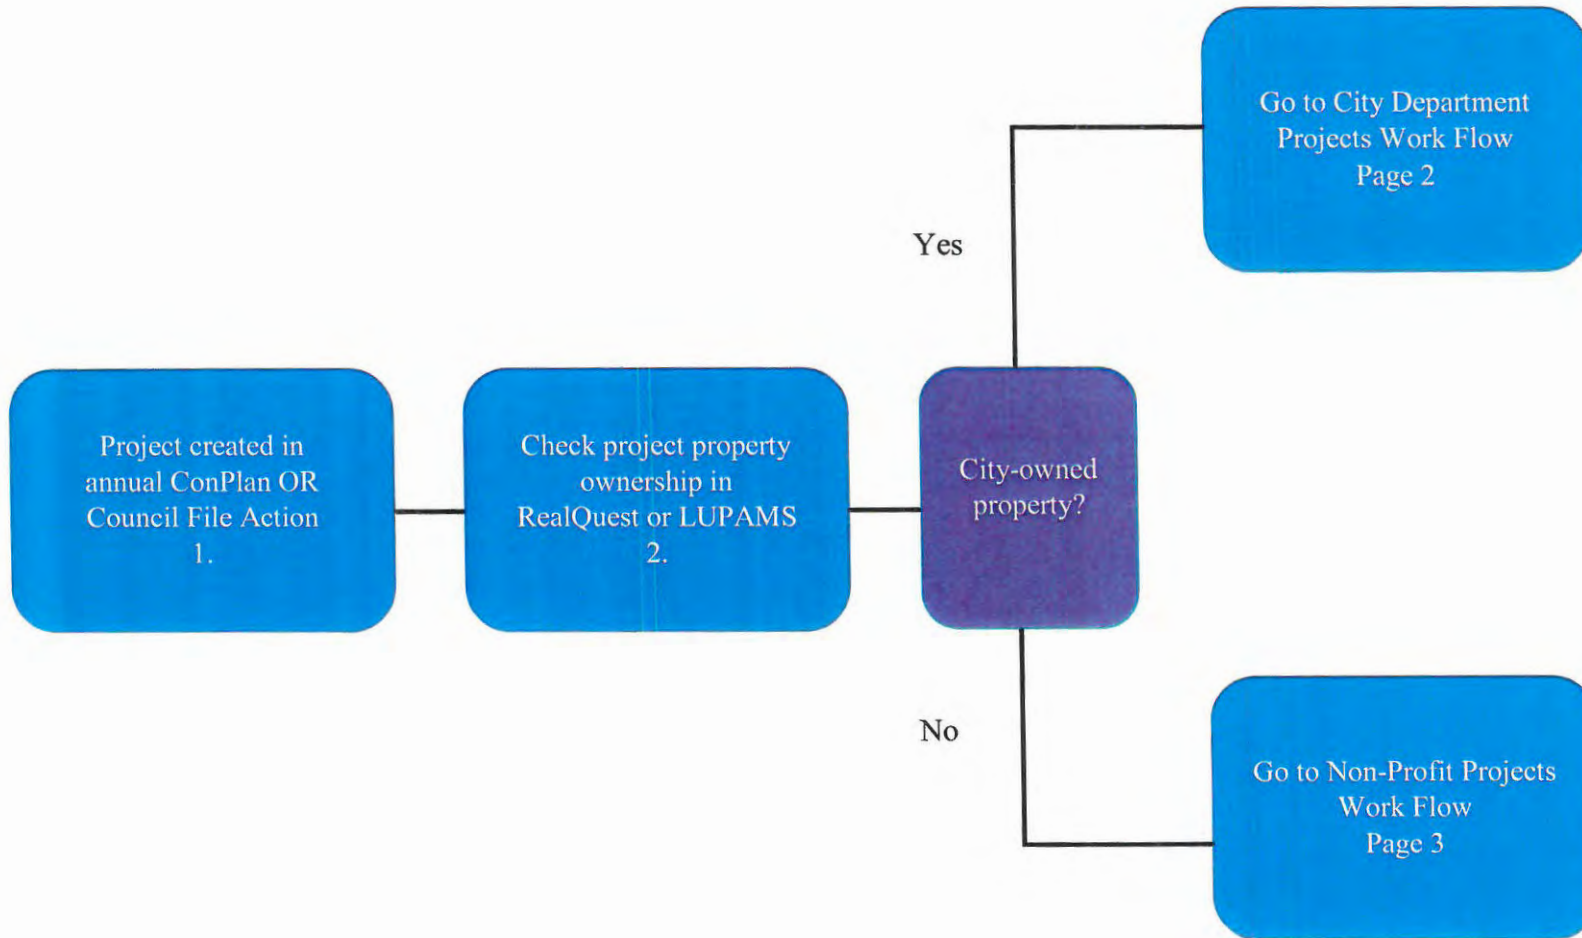 Project created in
annual ConPlan OR
Council File Action
1.
Check project property
ownership in
RealQuest or LUPAMS
2.
City-owned
property?
Yes
Go to City Department
Projects Work Flow
Page 2
No
Go to Non-Profit Projects
Work Flow
Page 3